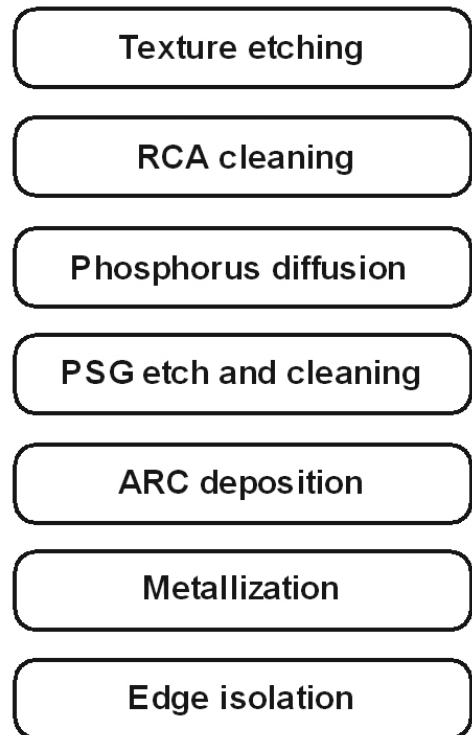 Texture etching
RCA cleaning
Phosphorus diffusion
PSG etch and cleaning
ARC deposition
Metallization
Edge isolation